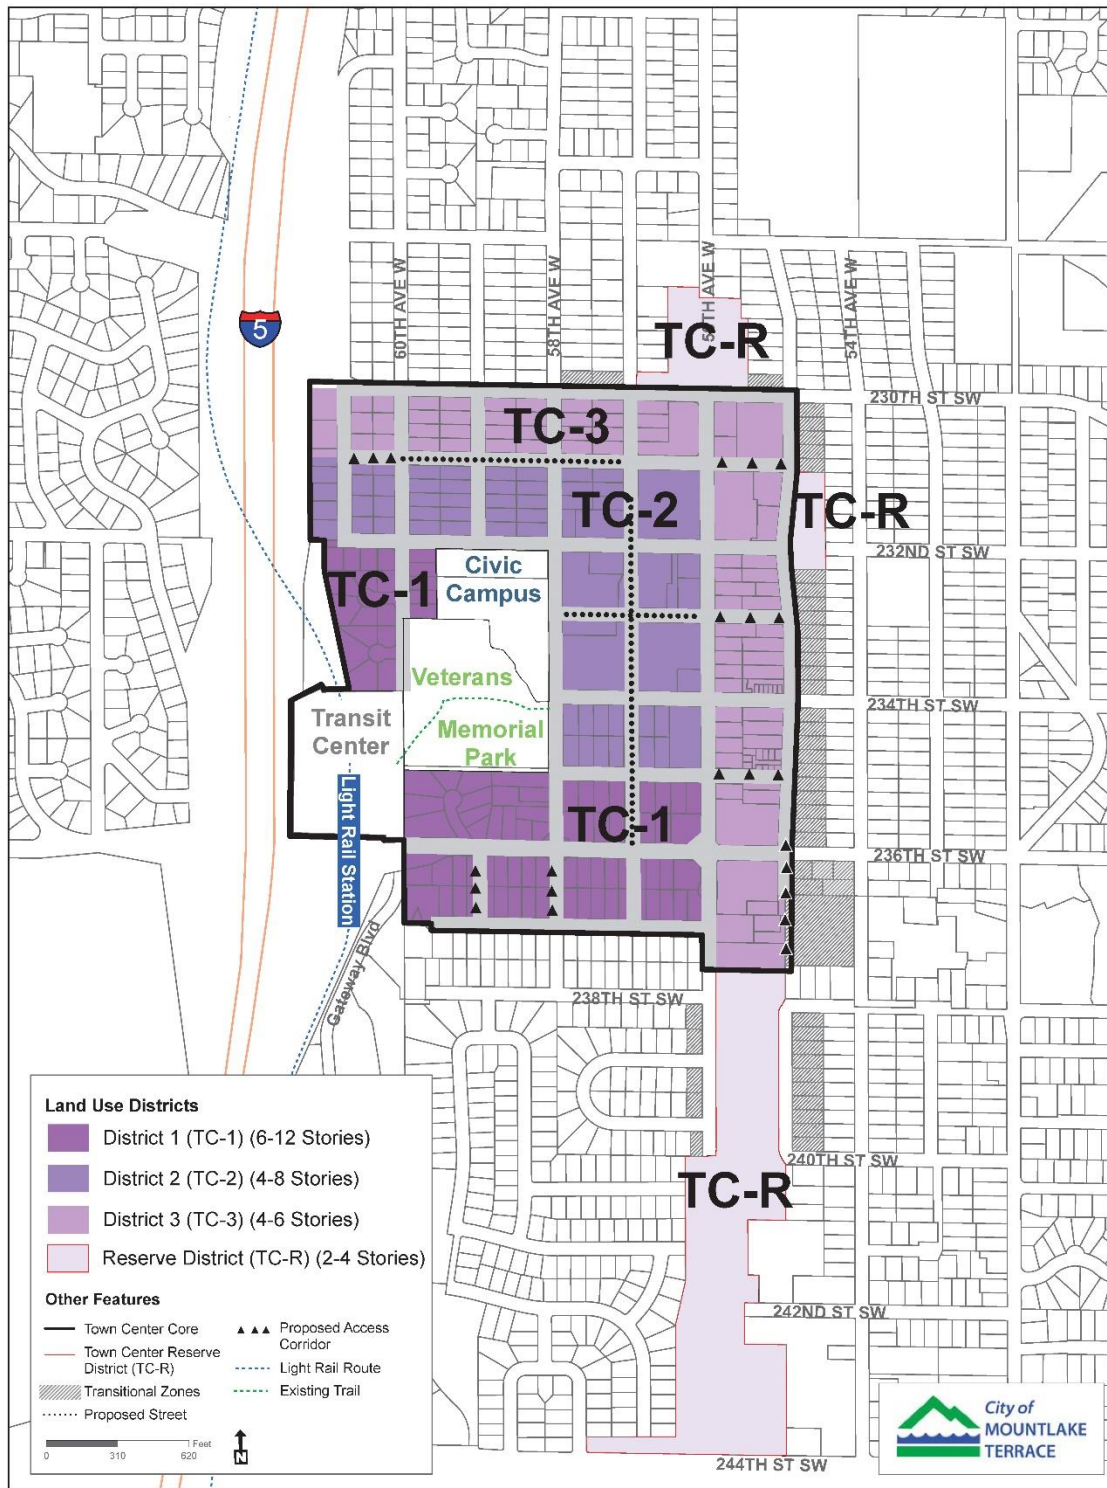 5
60TH AVE W
58TH AVE W
56TH AVE W
54TH AVE W
TC-R
230TH ST SW
TC-3
TC-2
TC-R
232ND ST SW
Civic
Campus
TC-1
Veterans
Memorial
Park
Transit
Center
234TH ST SW
Light Rail Station
TC-1
236TH ST SW
Gateway Blvd
238TH ST SW
240TH ST SW
TC-R
242ND ST SW
244TH ST SW
Land Use Districts
District 1 (TC-1) (6-12 Stories)
District 2 (TC-2) (4-8 Stories)
District 3 (TC-3) (4-6 Stories)
Reserve District (TC-R) (2-4 Stories)
Other Features
Town Center Core
Town Center Reserve
District (TC-R)
Transitional Zones
Proposed Street
Proposed Access
Corridor
Light Rail Route
Existing Trail
Feet
0 310 620
N
City of
MOUNTLAKE
TERRACE